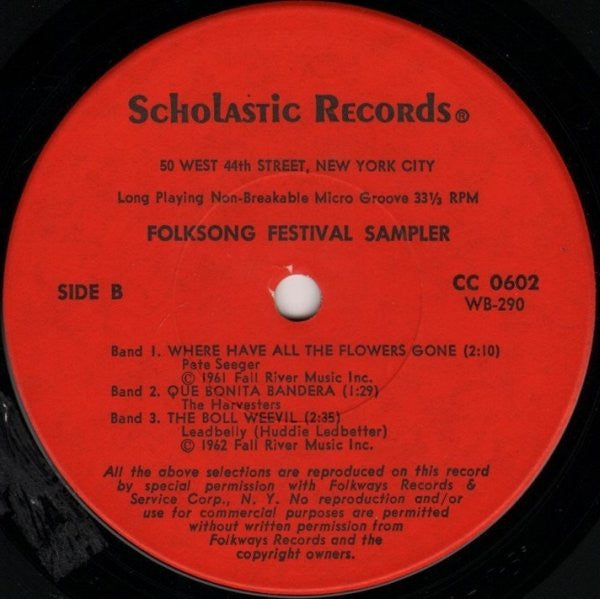 Scholastic Records®
50 WEST 44th STREET, NEW YORK CITY
Long Playing Non-Breakable Micro Groove 33⅓ RPM
FOLKSONG FESTIVAL SAMPLER
SIDE B
CC 0602
WB-290
Band 1. WHERE HAVE ALL THE FLOWERS GONE (2:10)
Pate Seeger
© 1961 Fall River Music Inc.
Band 2. QUE BONITA BANDERA (1:29)
The Harvesters
Band 3. THE BOLL WEEVIL (2:35)
Leadbelly (Huddie Ledbetter)
© 1962 Fall River Music Inc.
All the above selections are reproduced on this record
by special permission with Folkways Records &
Service Corp., N. Y. No reproduction and/or
use for commercial purposes are permitted
without written permission from
Folkways Records and the
copyright owners.